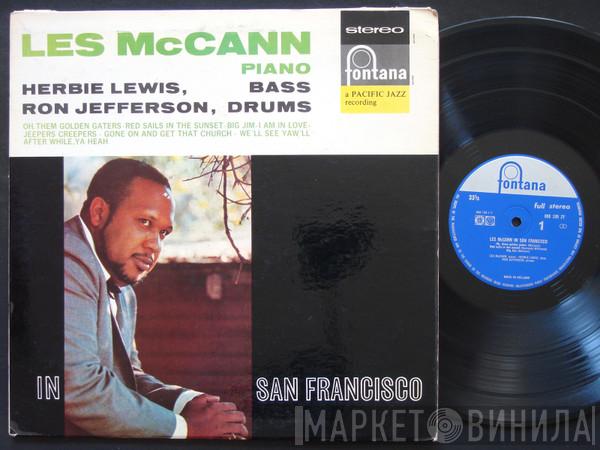 LES McCANN
PIANO
HERBIE LEWIS, BASS
RON JEFFERSON, DRUMS
OH, THEM GOLDEN GATERS · RED SAILS IN THE SUNSET · BIG JIM · I AM IN LOVE ·
JEEPERS CREEPERS · GONE ON AND GET THAT CHURCH · WE'LL SEE YAW'LL
AFTER WHILE, YA HEAH
stereo
fontana
a PACIFIC JAZZ
recording
IN SAN FRANCISCO
fontana
33⅓
full stereo
1
LES McCANN IN SAN FRANCISCO
МАРКЕТ ВИНИЛА